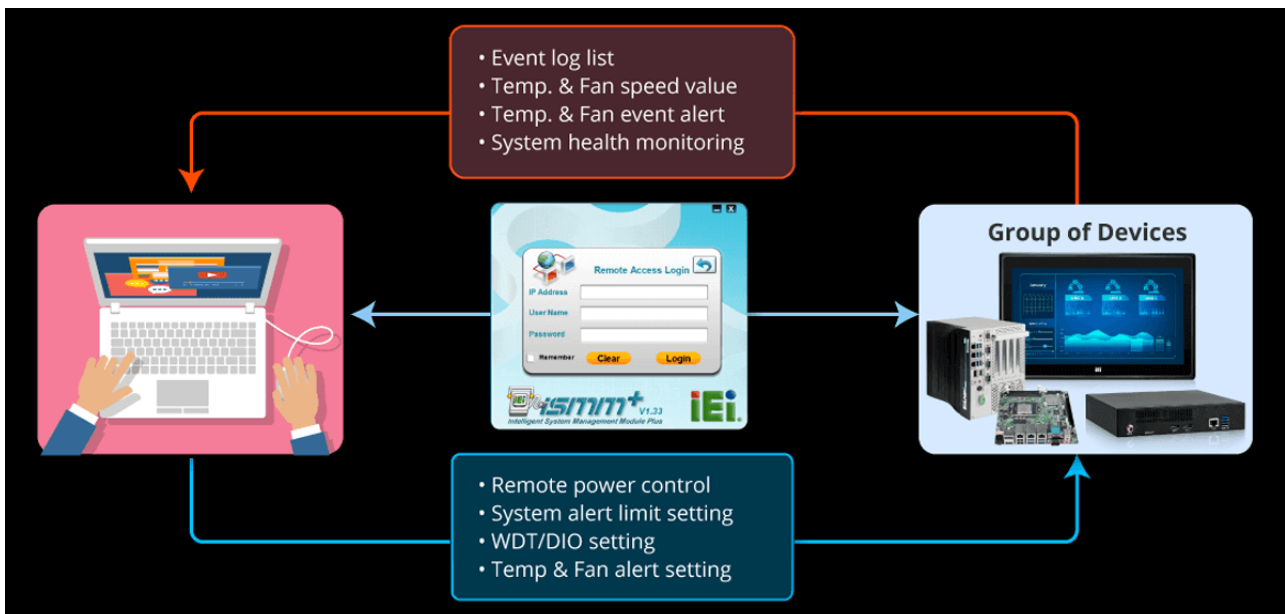 • Event log list
• Temp. & Fan speed value
• Temp. & Fan event alert
• System health monitoring
Remote Access Login
IP Address
User Name
Password
Remember
Clear
Login
ismm+ V1.33
Intelligent System Management Module Plus
iEi
Group of Devices
• Remote power control
• System alert limit setting
• WDT/DIO setting
• Temp & Fan alert setting